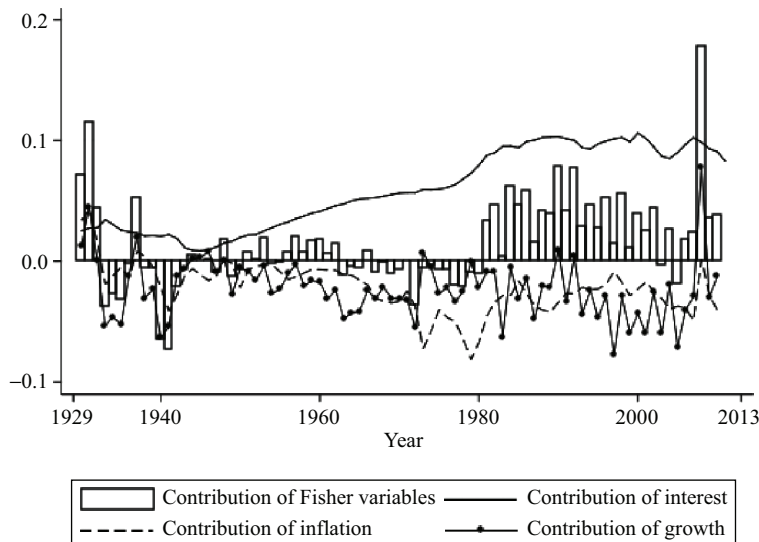 0.2
0.1
0.0
−0.1
1929 1940 1960 1980 2000 2013
Year
Contribution of Fisher variables Contribution of interest
Contribution of inflation Contribution of growth